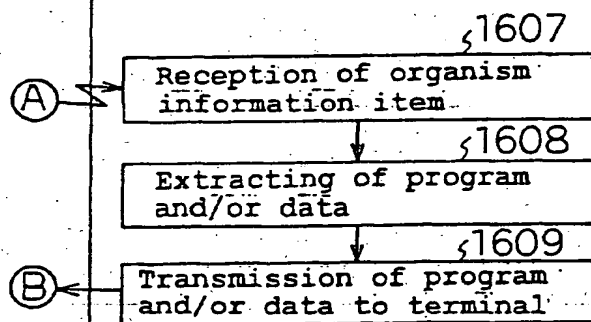 1607
A
Reception of organism
information item
1608
Extracting of program
and/or data
1609
B
Transmission of program
and/or data to terminal